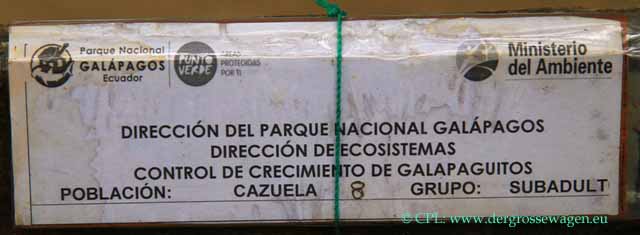 Parque Nacional
GALÁPAGOS
Ecuador
PUNTO
VERDE
ÁREAS
PROTEGIDAS
POR TI
Ministerio
del Ambiente
DIRECCIÓN DEL PARQUE NACIONAL GALÁPAGOS
DIRECCIÓN DE ECOSISTEMAS
CONTROL DE CRECIMIENTO DE GALAPAGUITOS
POBLACIÓN: CAZUELA 8 GRUPO: SUBADULT
© CPL: www.dergrossewagen.eu